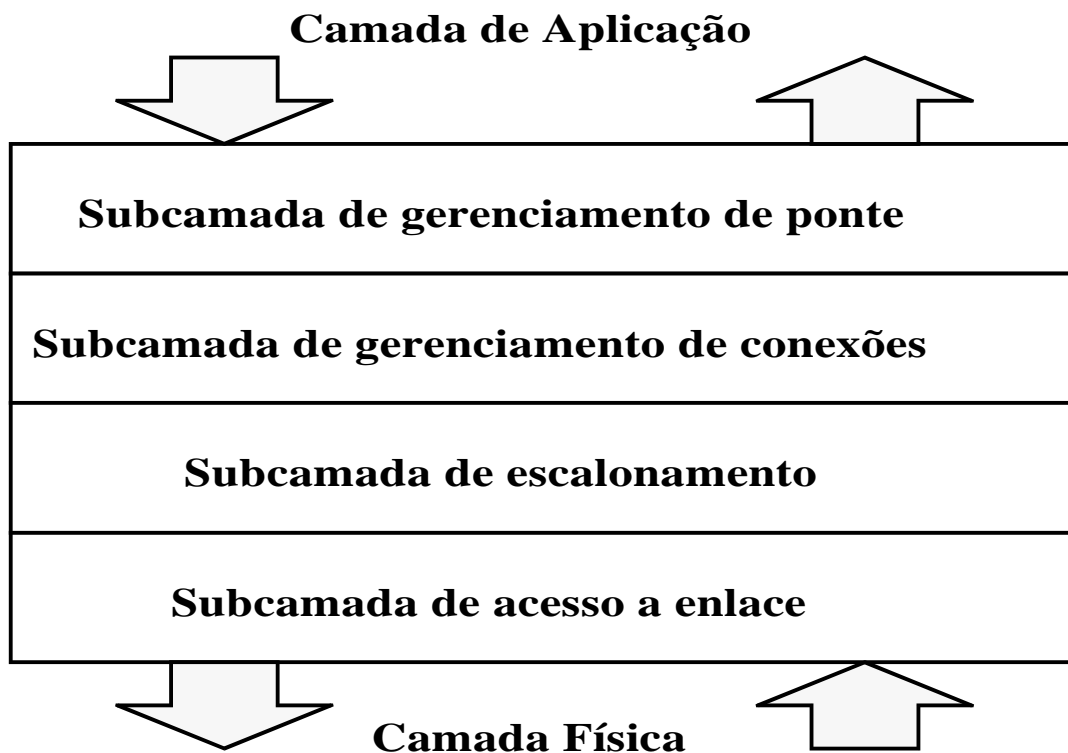 Camada de Aplicação
Subcamada de gerenciamento de ponte
Subcamada de gerenciamento de conexões
Subcamada de escalonamento
Subcamada de acesso a enlace
Camada Física